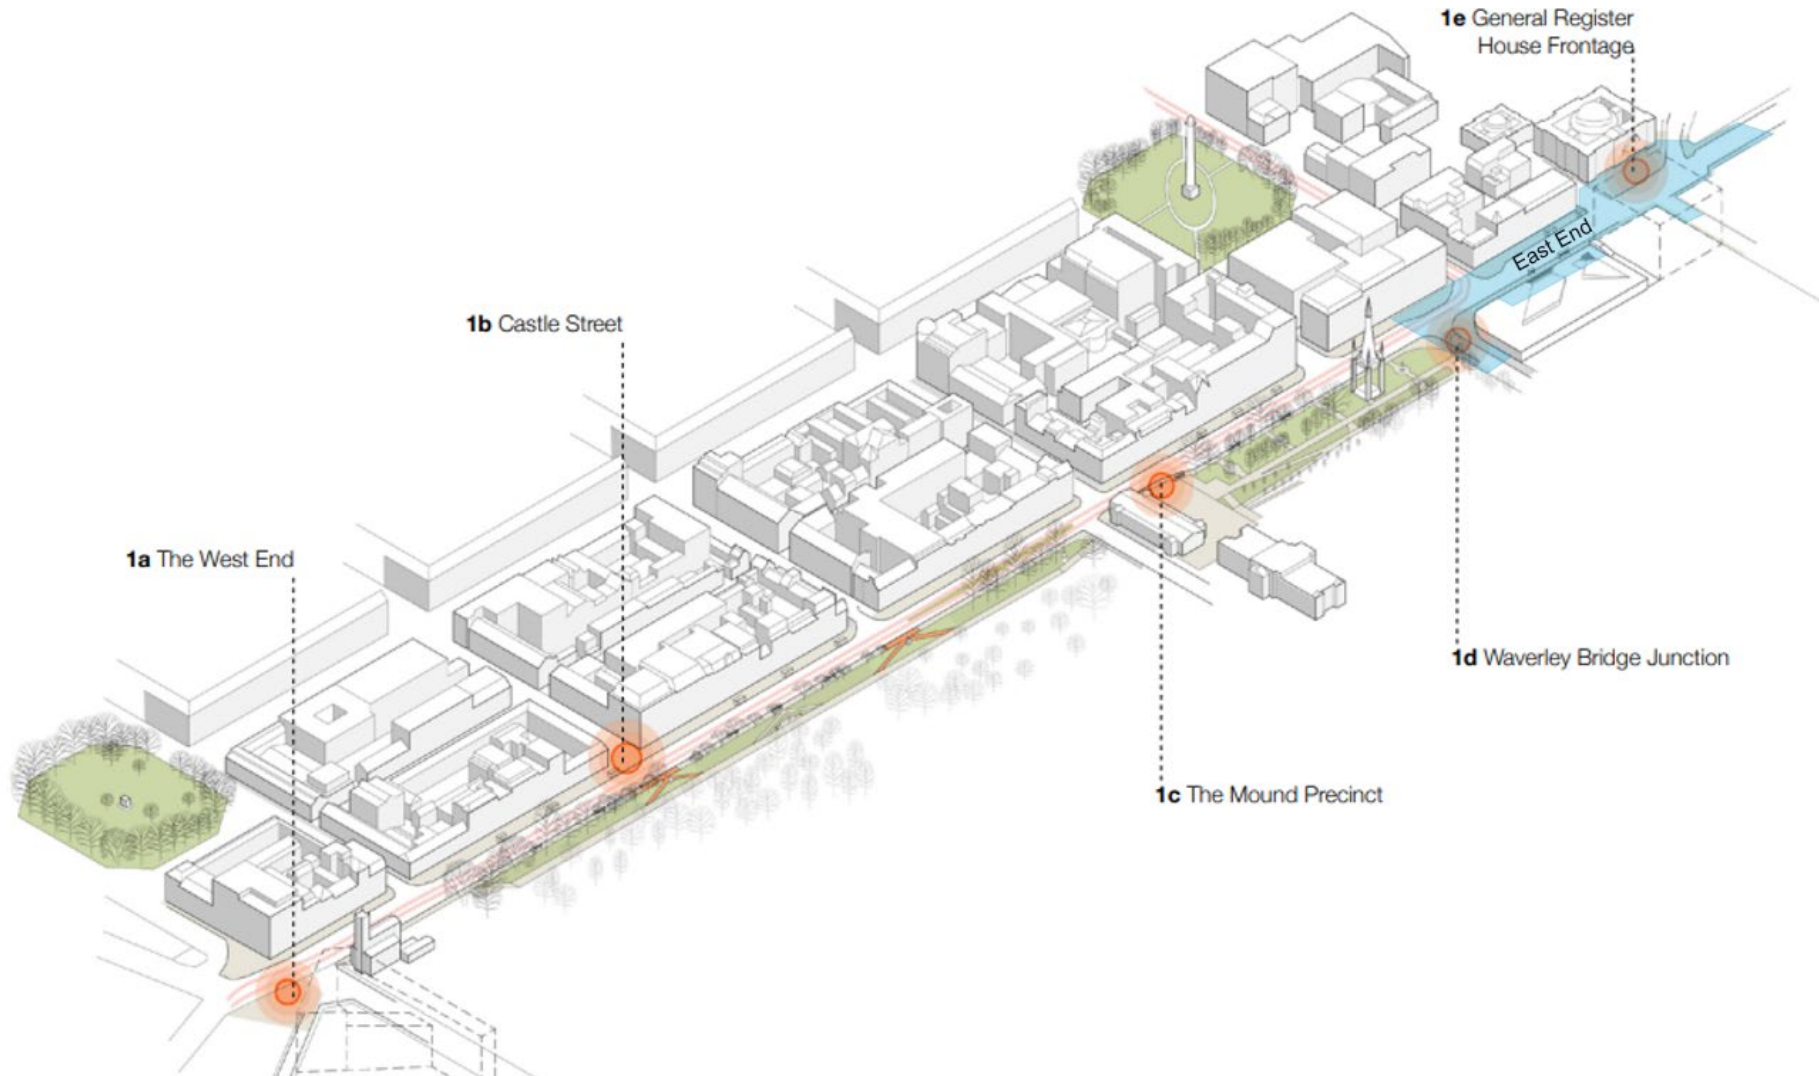 1e General Register
House Frontage
East End
1b Castle Street
1a The West End
1d Waverley Bridge Junction
1c The Mound Precinct